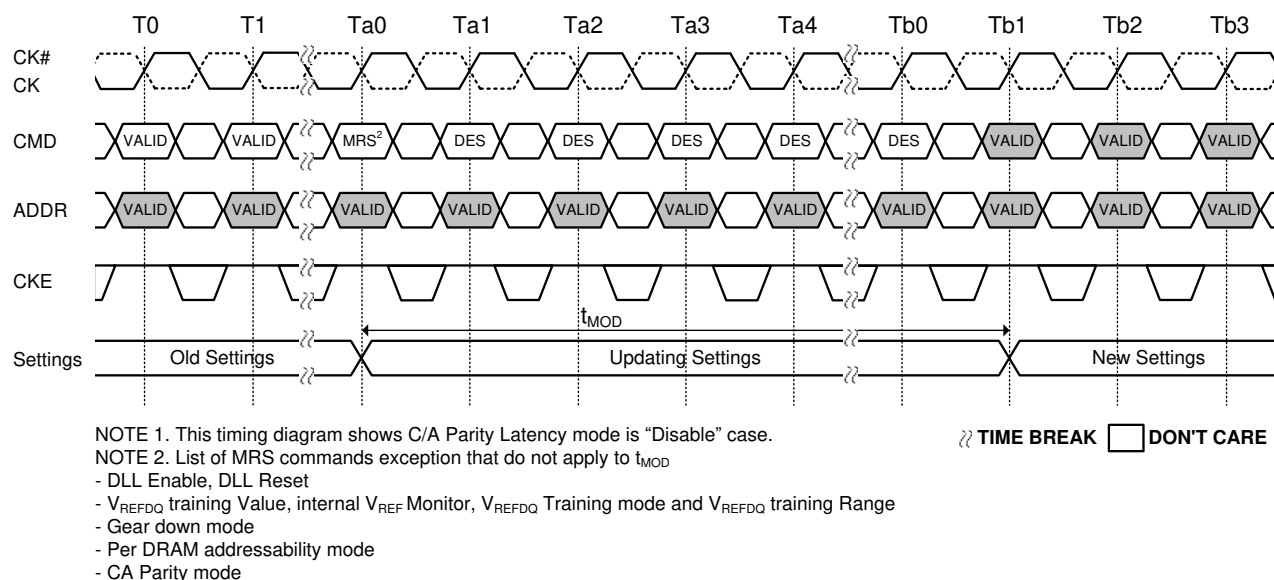 T0 T1 Ta0 Ta1 Ta2 Ta3 Ta4 Tb0 Tb1 Tb2 Tb3
CK#
CK
CMD VALID VALID MRS² DES DES DES DES DES VALID VALID VALID
ADDR VALID VALID VALID VALID VALID VALID VALID VALID VALID VALID VALID
CKE
tMOD
Settings Old Settings Updating Settings New Settings
NOTE 1. This timing diagram shows C/A Parity Latency mode is “Disable” case.
TIME BREAK DON'T CARE
NOTE 2. List of MRS commands exception that do not apply to tMOD
- DLL Enable, DLL Reset
- VREFDQ training Value, internal VREF Monitor, VREFDQ Training mode and VREFDQ training Range
- Gear down mode
- Per DRAM addressability mode
- CA Parity mode